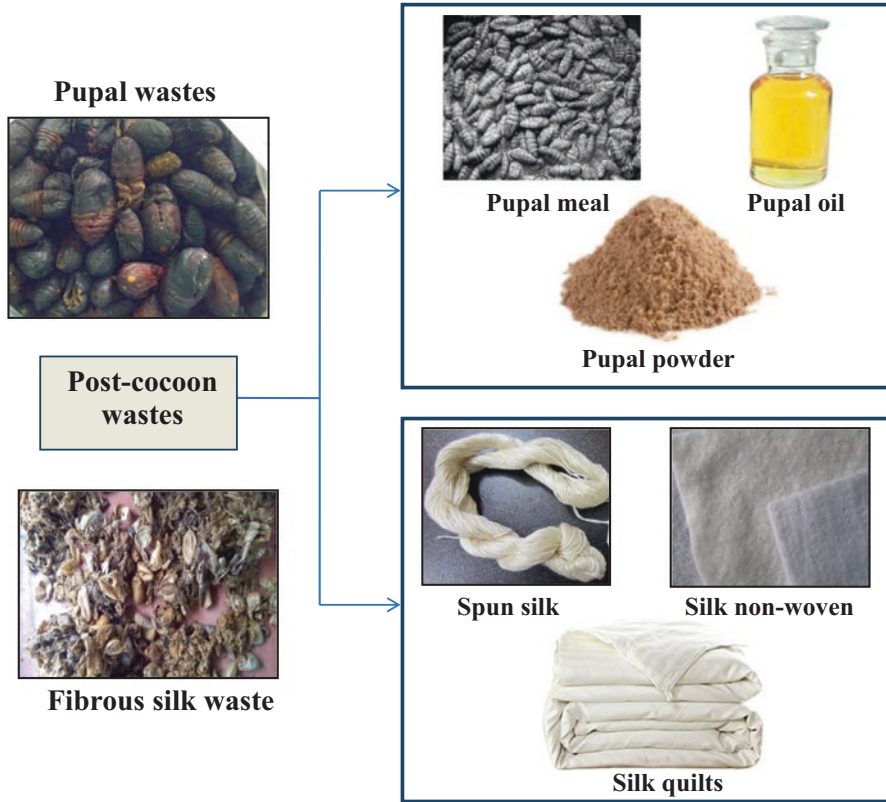 Pupal wastes
Post-cocoon
wastes
Fibrous silk waste
Pupal meal
Pupal oil
Pupal powder
Spun silk
Silk non-woven
Silk quilts